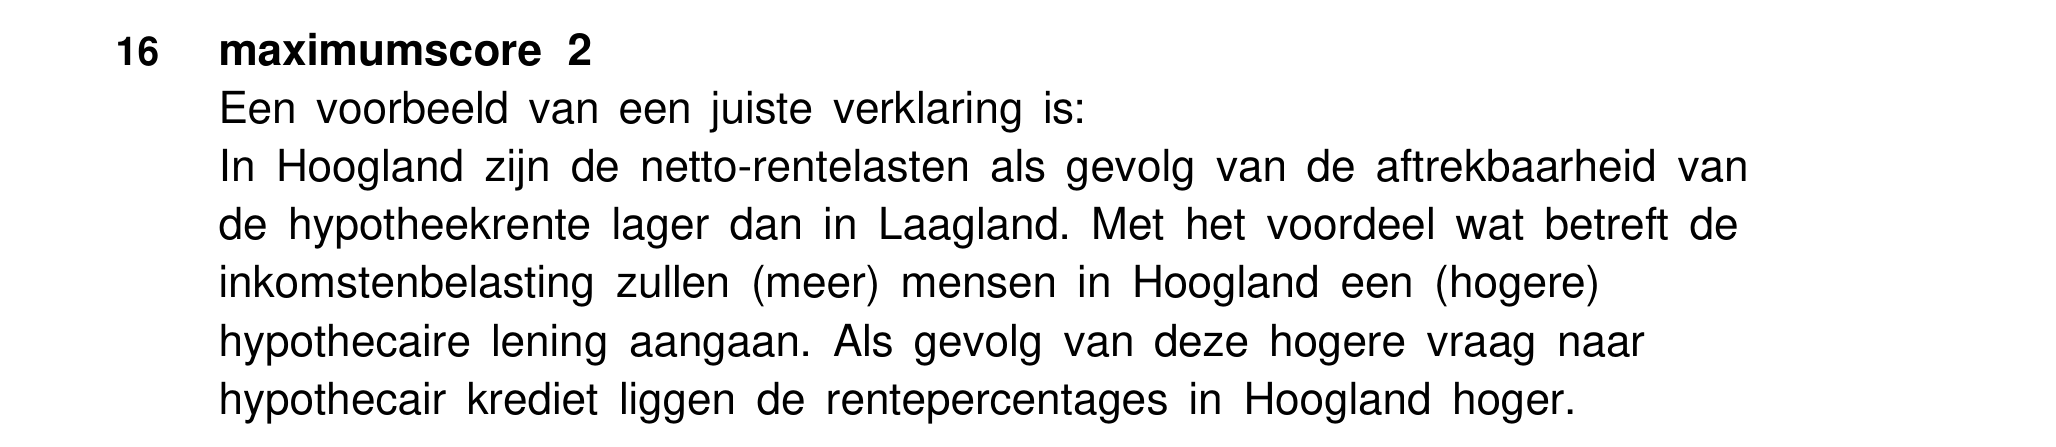 16 maximumscore 2
Een voorbeeld van een juiste verklaring is:
In Hoogland zijn de netto-rentelasten als gevolg van de aftrekbaarheid van
de hypotheekrente lager dan in Laagland. Met het voordeel wat betreft de
inkomstenbelasting zullen (meer) mensen in Hoogland een (hogere)
hypothecaire lening aangaan. Als gevolg van deze hogere vraag naar
hypothecair krediet liggen de rentepercentages in Hoogland hoger.